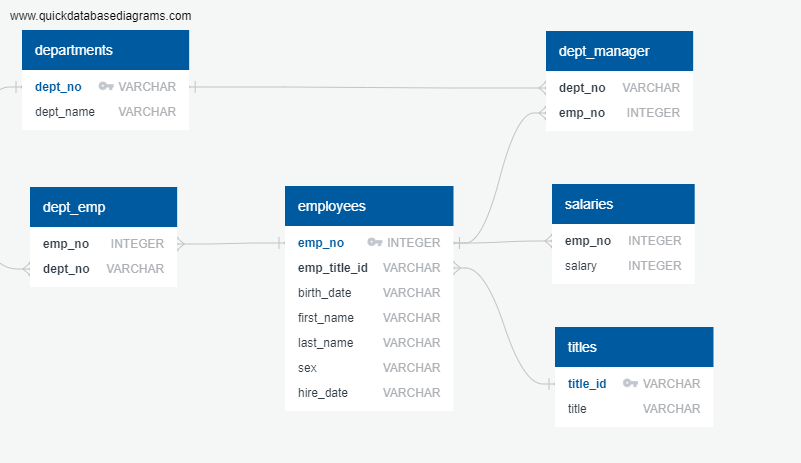 www.quickdatabasediagrams.com
departments
dept_no VARCHAR
dept_name VARCHAR
dept_manager
dept_no VARCHAR
emp_no INTEGER
dept_emp
emp_no INTEGER
dept_no VARCHAR
employees
emp_no INTEGER
emp_title_id VARCHAR
birth_date VARCHAR
first_name VARCHAR
last_name VARCHAR
sex VARCHAR
hire_date VARCHAR
salaries
emp_no INTEGER
salary INTEGER
titles
title_id VARCHAR
title VARCHAR